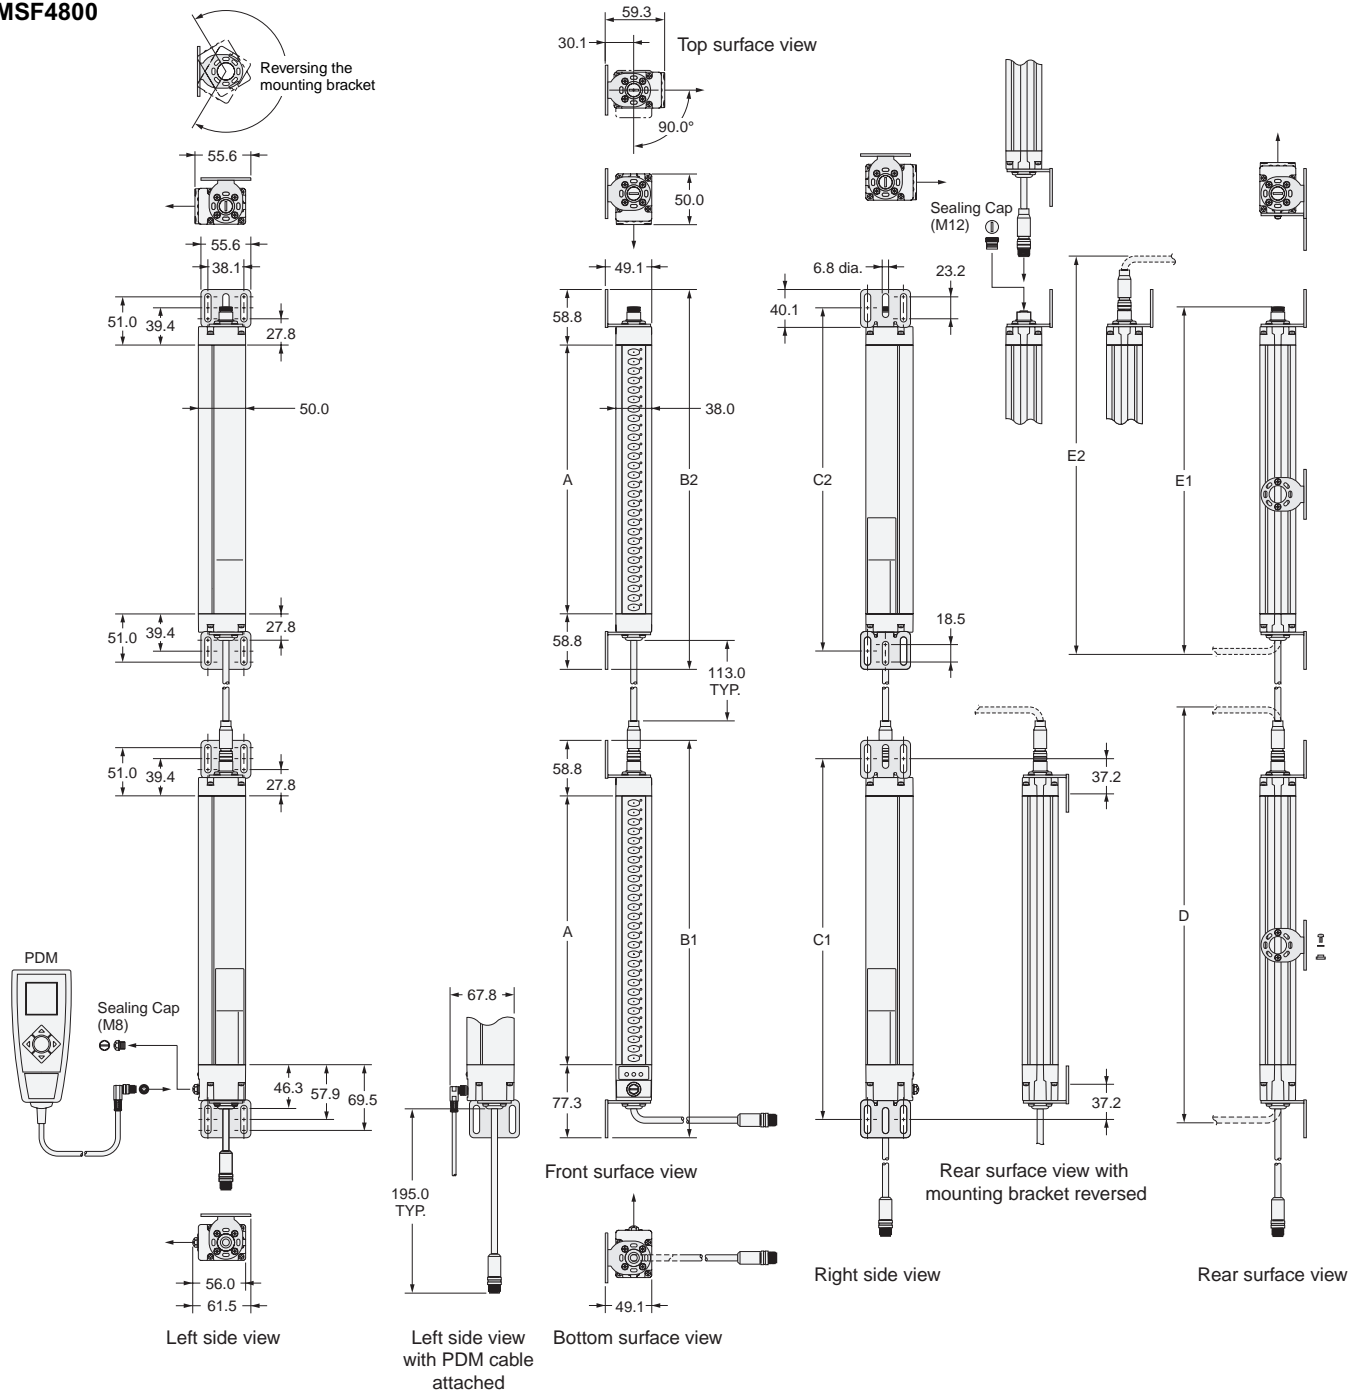 MSF4800
Reversing the
mounting bracket
59.3
30.1
Top surface view
90.0°
55.6
50.0
Sealing Cap
(M12)
55.6
38.1
51.0
39.4
27.8
49.1
58.8
6.8 dia.
23.2
40.1
50.0
38.0
A
B2
C2
E2
E1
51.0
39.4
27.8
58.8
113.0
TYP.
18.5
51.0
39.4
27.8
58.8
37.2
A
B1
C1
D
PDM
Sealing Cap
(M8)
67.8
46.3
57.9
69.5
77.3
37.2
195.0
TYP.
Front surface view
Rear surface view with
mounting bracket reversed
56.0
61.5
49.1
Right side view
Rear surface view
Left side view
Left side view
with PDM cable
attached
Bottom surface view